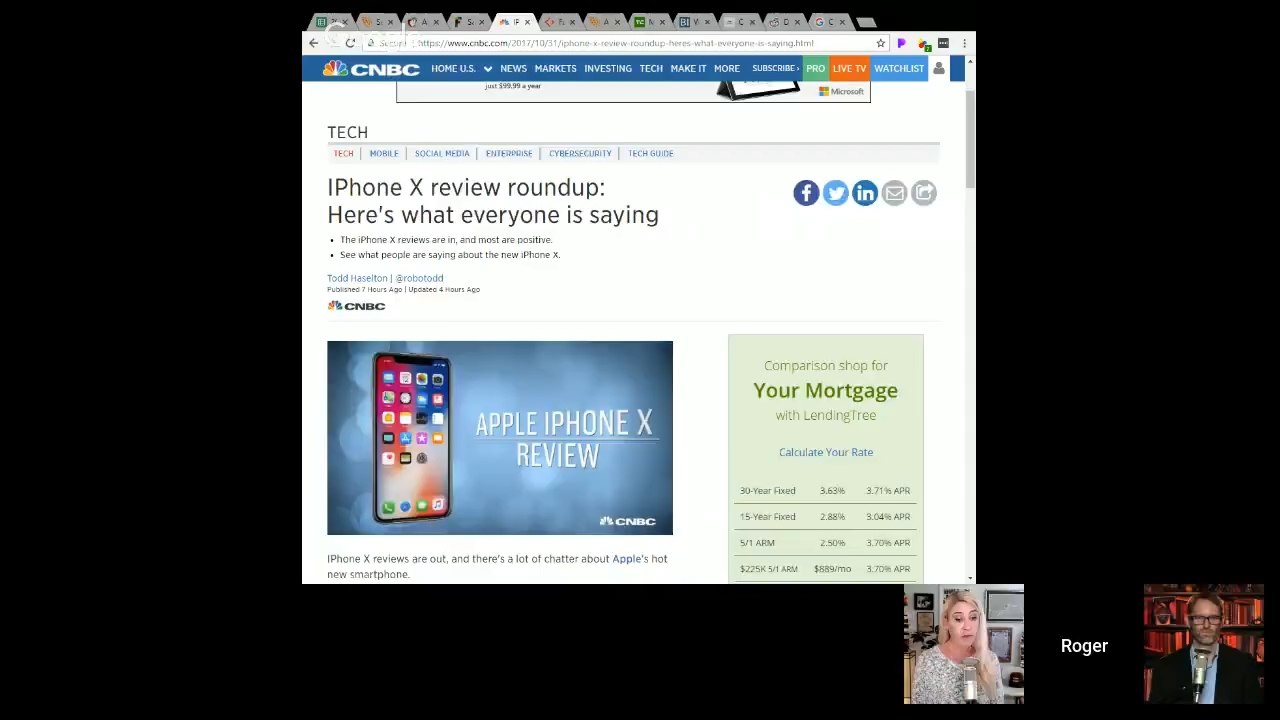 Secure
https://www.cnbc.com/2017/10/31/iphone-x-review-roundup-heres-what-everyone-is-saying.html
CNBC HOME U.S. NEWS MARKETS INVESTING TECH MAKE IT MORE SUBSCRIBE PRO LIVE TV WATCHLIST
just $99.99 a year
Microsoft
TECH
TECH MOBILE SOCIAL MEDIA ENTERPRISE CYBERSECURITY TECH GUIDE
IPhone X review roundup:
Here's what everyone is saying
The iPhone X reviews are in, and most are positive.
See what people are saying about the new iPhone X.
Todd Haselton | @robotodd
Published 7 Hours Ago | Updated 4 Hours Ago
CNBC
APPLE IPHONE X
REVIEW
CNBC
IPhone X reviews are out, and there's a lot of chatter about Apple's hot
new smartphone.
Comparison shop for
Your Mortgage
with LendingTree
Calculate Your Rate
30-Year Fixed 3.63% 3.71% APR
15-Year Fixed 2.88% 3.04% APR
5/1 ARM 2.50% 3.70% APR
$225K 5/1 ARM $889/mo 3.70% APR
Roger